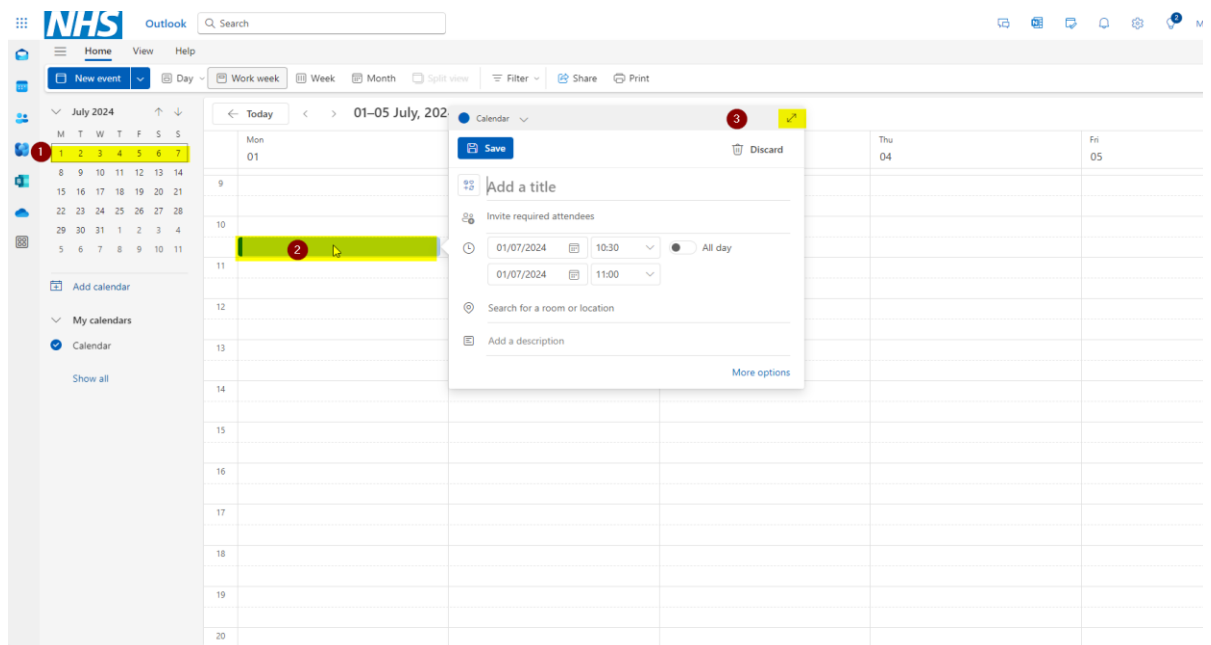 NHS Outlook Search 2 M
Home View Help
New event Day Work week Week Month Split view Filter Share Print
July 2024
M T W T F S S
1 1 2 3 4 5 6 7
8 9 10 11 12 13 14
15 16 17 18 19 20 21
22 23 24 25 26 27 28
29 30 31 1 2 3 4
5 6 7 8 9 10 11
Add calendar
My calendars
Calendar
Show all
Today 01–05 July, 202
Mon Thu Fri
01 04 05
9
10
2
11
12
13
14
15
16
17
18
19
20
Calendar 3
Save Discard
Add a title
Invite required attendees
01/07/2024 10:30 All day
01/07/2024 11:00
Search for a room or location
Add a description
More options